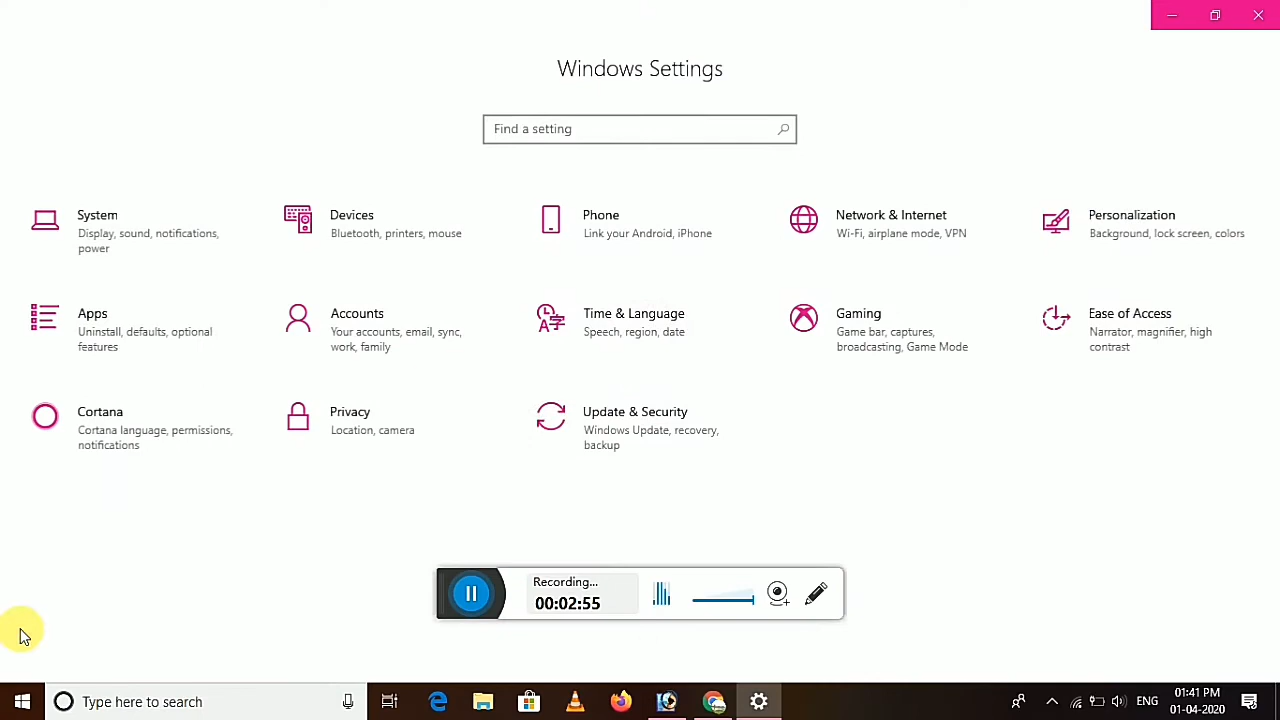 Windows Settings
Find a setting
System
Display, sound, notifications,
power
Devices
Bluetooth, printers, mouse
Phone
Link your Android, iPhone
Network & Internet
Wi-Fi, airplane mode, VPN
Personalization
Background, lock screen, colors
Apps
Uninstall, defaults, optional
features
Accounts
Your accounts, email, sync,
work, family
Time & Language
Speech, region, date
Gaming
Game bar, captures,
broadcasting, Game Mode
Ease of Access
Narrator, magnifier, high
contrast
Cortana
Cortana language, permissions,
notifications
Privacy
Location, camera
Update & Security
Windows Update, recovery,
backup
Recording...
00:02:55
Type here to search
ENG
01:41 PM
01-04-2020